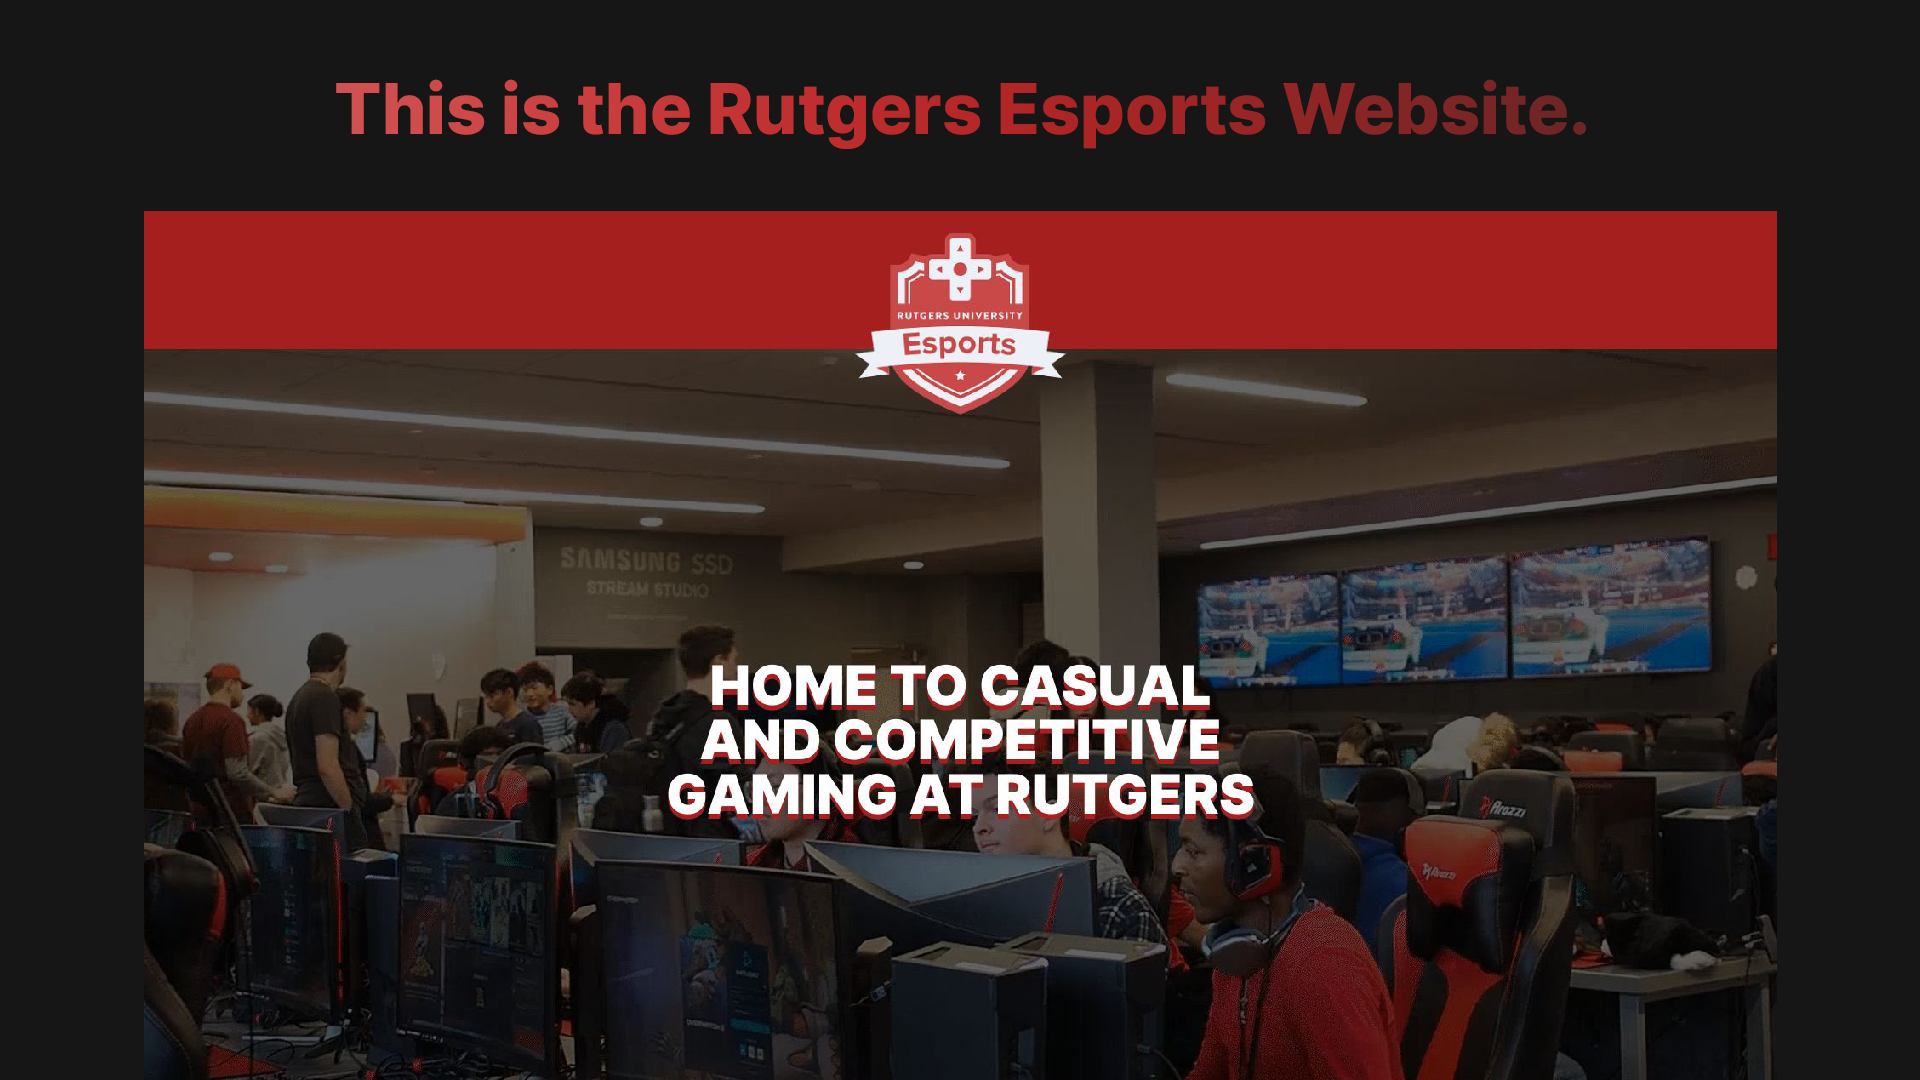 This is the Rutgers Esports Website.
RUTGERS UNIVERSITY
Esports
SAMSUNG SSD
STREAM STUDIO
HOME TO CASUAL
AND COMPETITIVE
GAMING AT RUTGERS
Arozzi
Arozzi